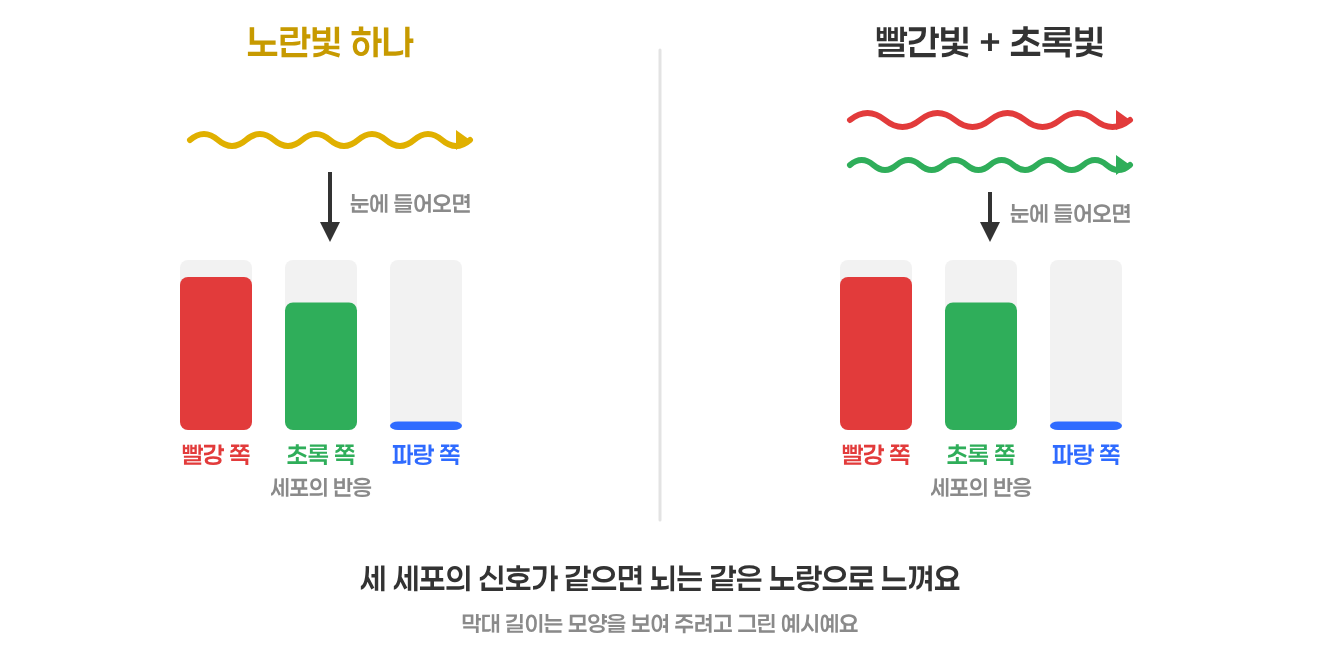 노란빛 하나
눈에 들어오면
빨강 쪽 초록 쪽 파랑 쪽
세포의 반응
빨간빛 + 초록빛
눈에 들어오면
빨강 쪽 초록 쪽 파랑 쪽
세포의 반응
세 세포의 신호가 같으면 뇌는 같은 노랑으로 느껴요
막대 길이는 모양을 보여 주려고 그린 예시예요